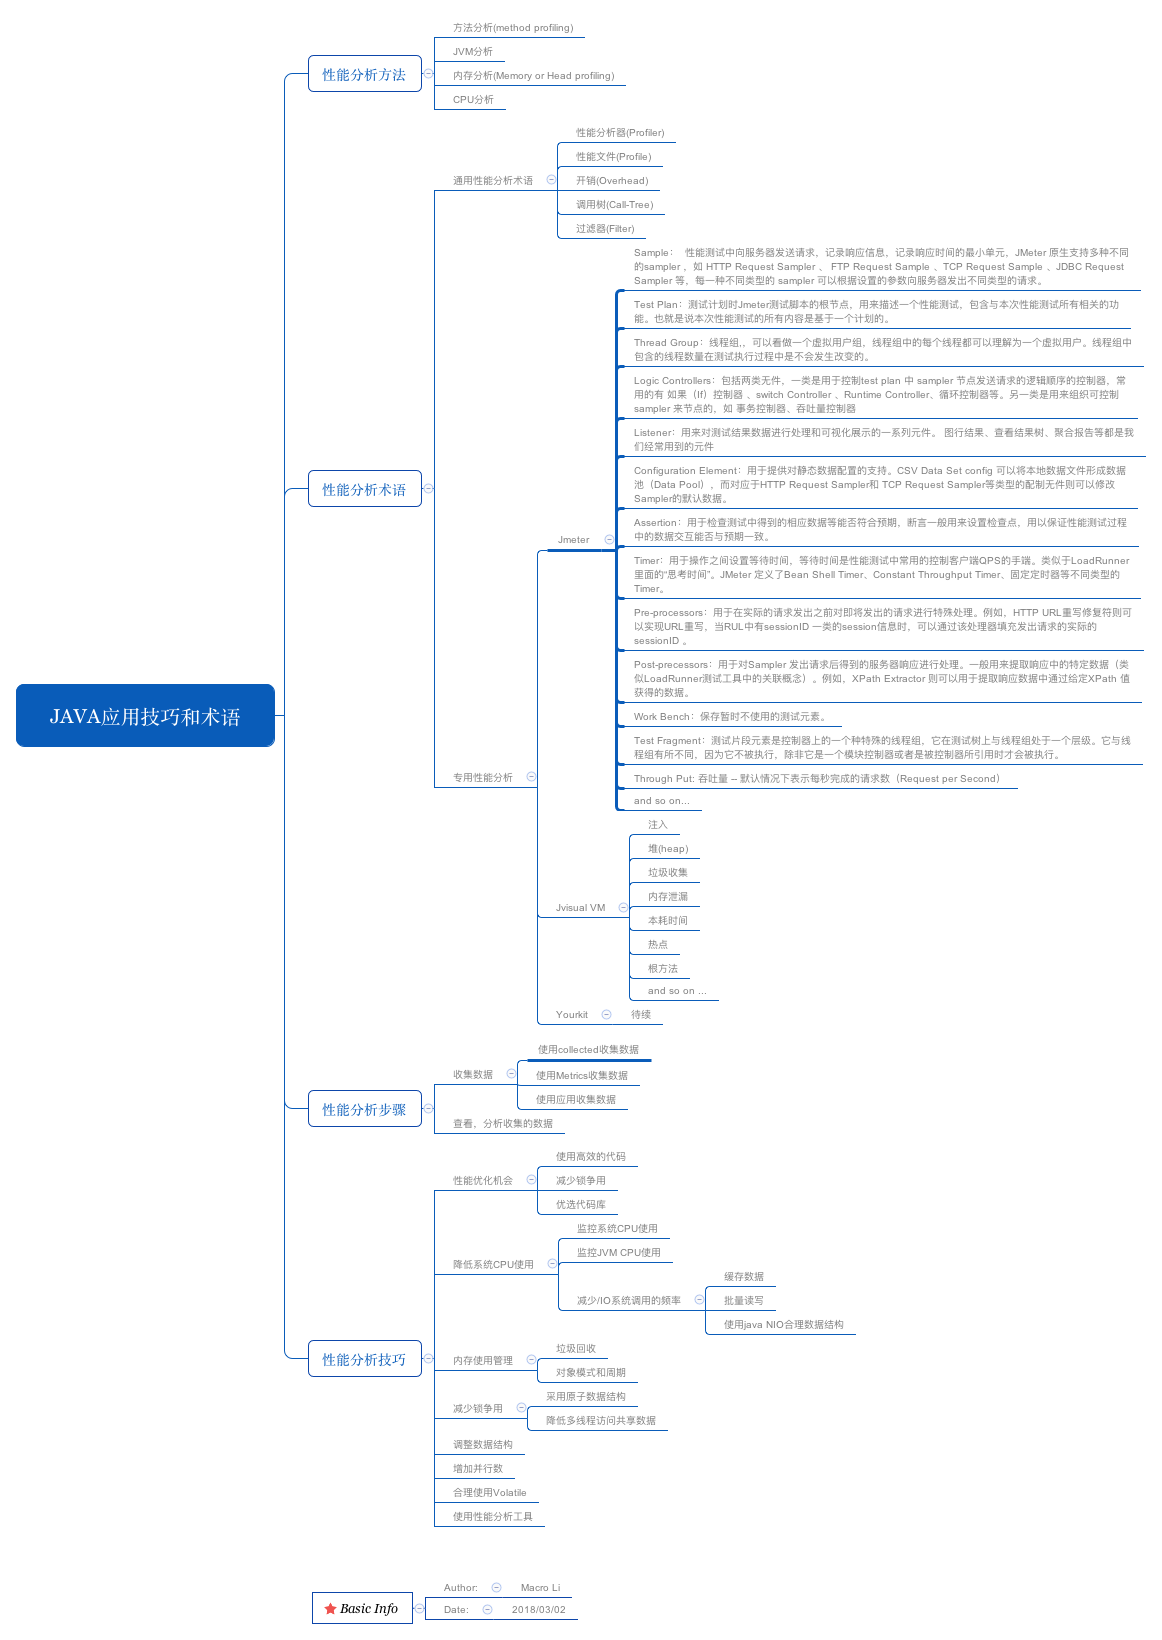 JAVA应用技巧和术语
性能分析方法
方法分析(method profiling)
JVM分析
内存分析(Memory or Head profiling)
CPU分析
性能分析术语
通用性能分析术语
性能分析器(Profiler)
性能文件(Profile)
开销(Overhead)
调用树(Call-Tree)
过滤器(Filter)
专用性能分析
Jmeter
Sample： 性能测试中向服务器发送请求，记录响应信息，记录响应时间的最小单元，JMeter 原生支持多种不同
的sampler ，如 HTTP Request Sampler 、 FTP Request Sample 、TCP Request Sample 、JDBC Request
Sampler 等，每一种不同类型的 sampler 可以根据设置的参数向服务器发出不同类型的请求。
Test Plan：测试计划时Jmeter测试脚本的根节点，用来描述一个性能测试，包含与本次性能测试所有相关的功
能。也就是说本次性能测试的所有内容是基于一个计划的。
Thread Group：线程组,，可以看做一个虚拟用户组，线程组中的每个线程都可以理解为一个虚拟用户。线程组中
包含的线程数量在测试执行过程中是不会发生改变的。
Logic Controllers：包括两类无件，一类是用于控制test plan 中 sampler 节点发送请求的逻辑顺序的控制器，常
用的有 如果（If）控制器 、switch Controller 、Runtime Controller、循环控制器等。另一类是用来组织可控制
sampler 来节点的，如 事务控制器、吞吐量控制器
Listener：用来对测试结果数据进行处理和可视化展示的一系列元件。 图行结果、查看结果树、聚合报告等都是我
们经常用到的元件
Configuration Element：用于提供对静态数据配置的支持。CSV Data Set config 可以将本地数据文件形成数据
池（Data Pool），而对应于HTTP Request Sampler和 TCP Request Sampler等类型的配制无件则可以修改
Sampler的默认数据。
Assertion：用于检查测试中得到的相应数据等能否符合预期，断言一般用来设置检查点，用以保证性能测试过程
中的数据交互能否与预期一致。
Timer：用于操作之间设置等待时间，等待时间是性能测试中常用的控制客户端QPS的手端。类似于LoadRunner
里面的“思考时间”。JMeter 定义了Bean Shell Timer、Constant Throughput Timer、固定定时器等不同类型的
Timer。
Pre-processors：用于在实际的请求发出之前对即将发出的请求进行特殊处理。例如，HTTP URL重写修复符则可
以实现URL重写，当RUL中有sessionID 一类的session信息时，可以通过该处理器填充发出请求的实际的
sessionID 。
Post-precessors：用于对Sampler 发出请求后得到的服务器响应进行处理。一般用来提取响应中的特定数据（类
似LoadRunner测试工具中的关联概念）。例如，XPath Extractor 则可以用于提取响应数据中通过给定XPath 值
获得的数据。
Work Bench：保存暂时不使用的测试元素。
Test Fragment：测试片段元素是控制器上的一个种特殊的线程组，它在测试树上与线程组处于一个层级。它与线
程组有所不同，因为它不被执行，除非它是一个模块控制器或者是被控制器所引用时才会被执行。
Through Put: 吞吐量 – 默认情况下表示每秒完成的请求数（Request per Second）
and so on...
Jvisual VM
注入
堆(heap)
垃圾收集
内存泄漏
本耗时间
热点
根方法
and so on ...
Yourkit
待续
性能分析步骤
收集数据
使用collected收集数据
使用Metrics收集数据
使用应用收集数据
查看，分析收集的数据
性能分析技巧
性能优化机会
使用高效的代码
减少锁争用
优选代码库
降低系统CPU使用
监控系统CPU使用
监控JVM CPU使用
减少/IO系统调用的频率
缓存数据
批量读写
使用java NIO合理数据结构
内存使用管理
垃圾回收
对象模式和周期
减少锁争用
采用原子数据结构
降低多线程访问共享数据
调整数据结构
增加并行数
合理使用Volatile
使用性能分析工具
Basic Info
Author:
Macro Li
Date:
2018/03/02